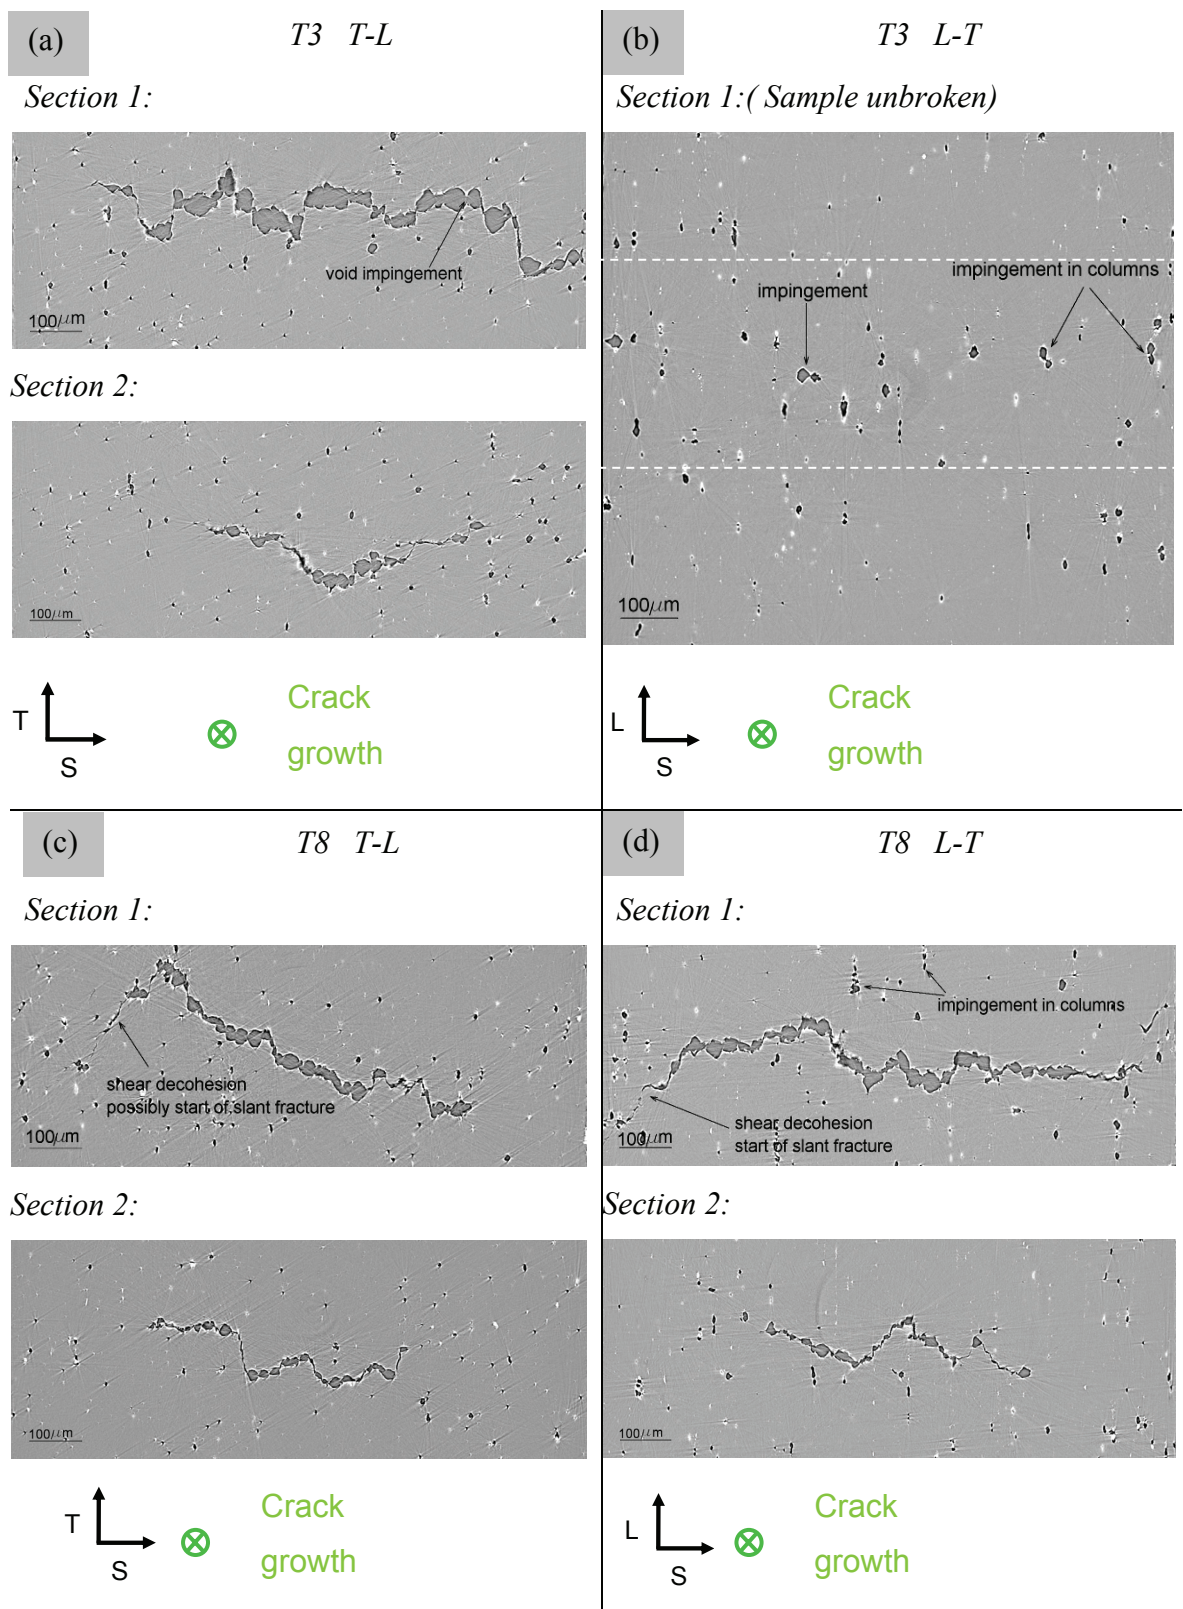 (a)
T3 T-L
Section 1:
void impingement
100μm
Section 2:
100μm
T
S
Crack
growth
(b)
T3 L-T
Section 1:( Sample unbroken)
impingement in columns
impingement
100μm
L
S
Crack
growth
(c)
T8 T-L
Section 1:
shear decohesion
possibly start of slant fracture
100μm
Section 2:
100μm
T
S
Crack
growth
(d)
T8 L-T
Section 1:
impingement in columns
shear decohesion
start of slant fracture
100μm
Section 2:
100μm
L
S
Crack
growth